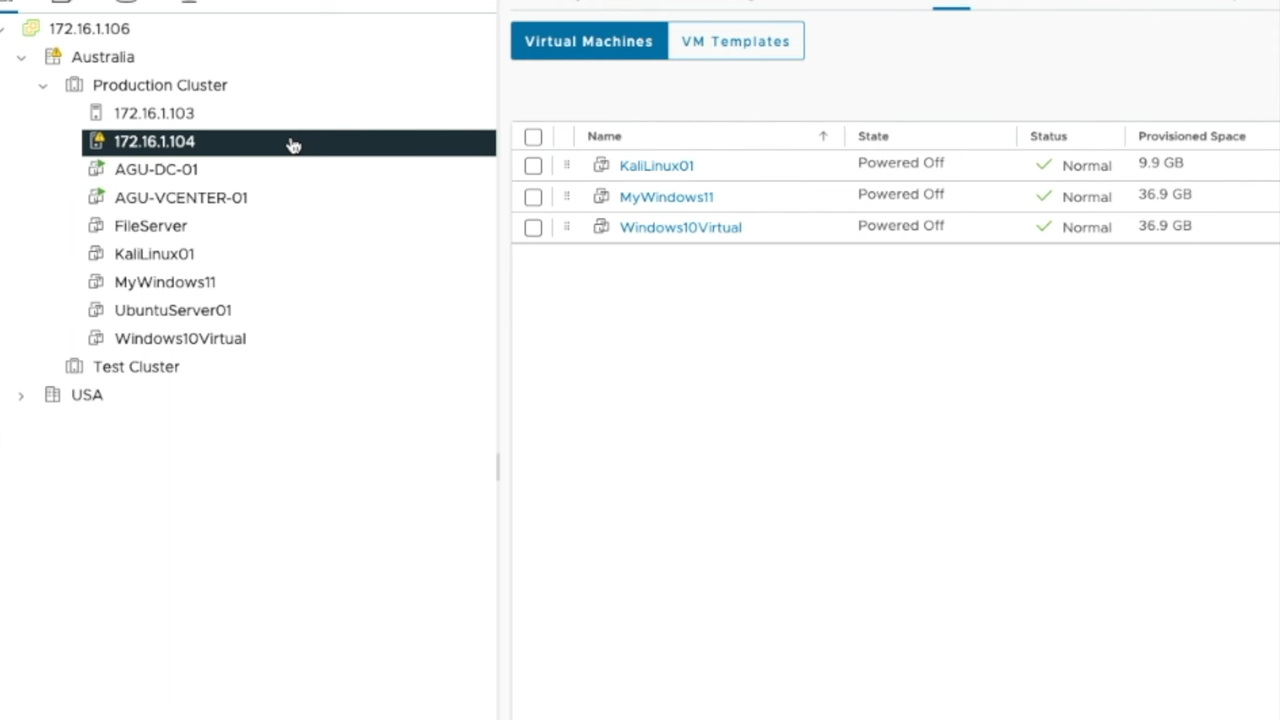 172.16.1.106
Australia
Production Cluster
172.16.1.103
172.16.1.104
AGU-DC-01
AGU-VCENTER-01
FileServer
KaliLinux01
MyWindows11
UbuntuServer01
Windows10Virtual
Test Cluster
USA
Virtual Machines VM Templates
Name State Status Provisioned Space
KaliLinux01 Powered Off Normal 9.9 GB
MyWindows11 Powered Off Normal 36.9 GB
Windows10Virtual Powered Off Normal 36.9 GB